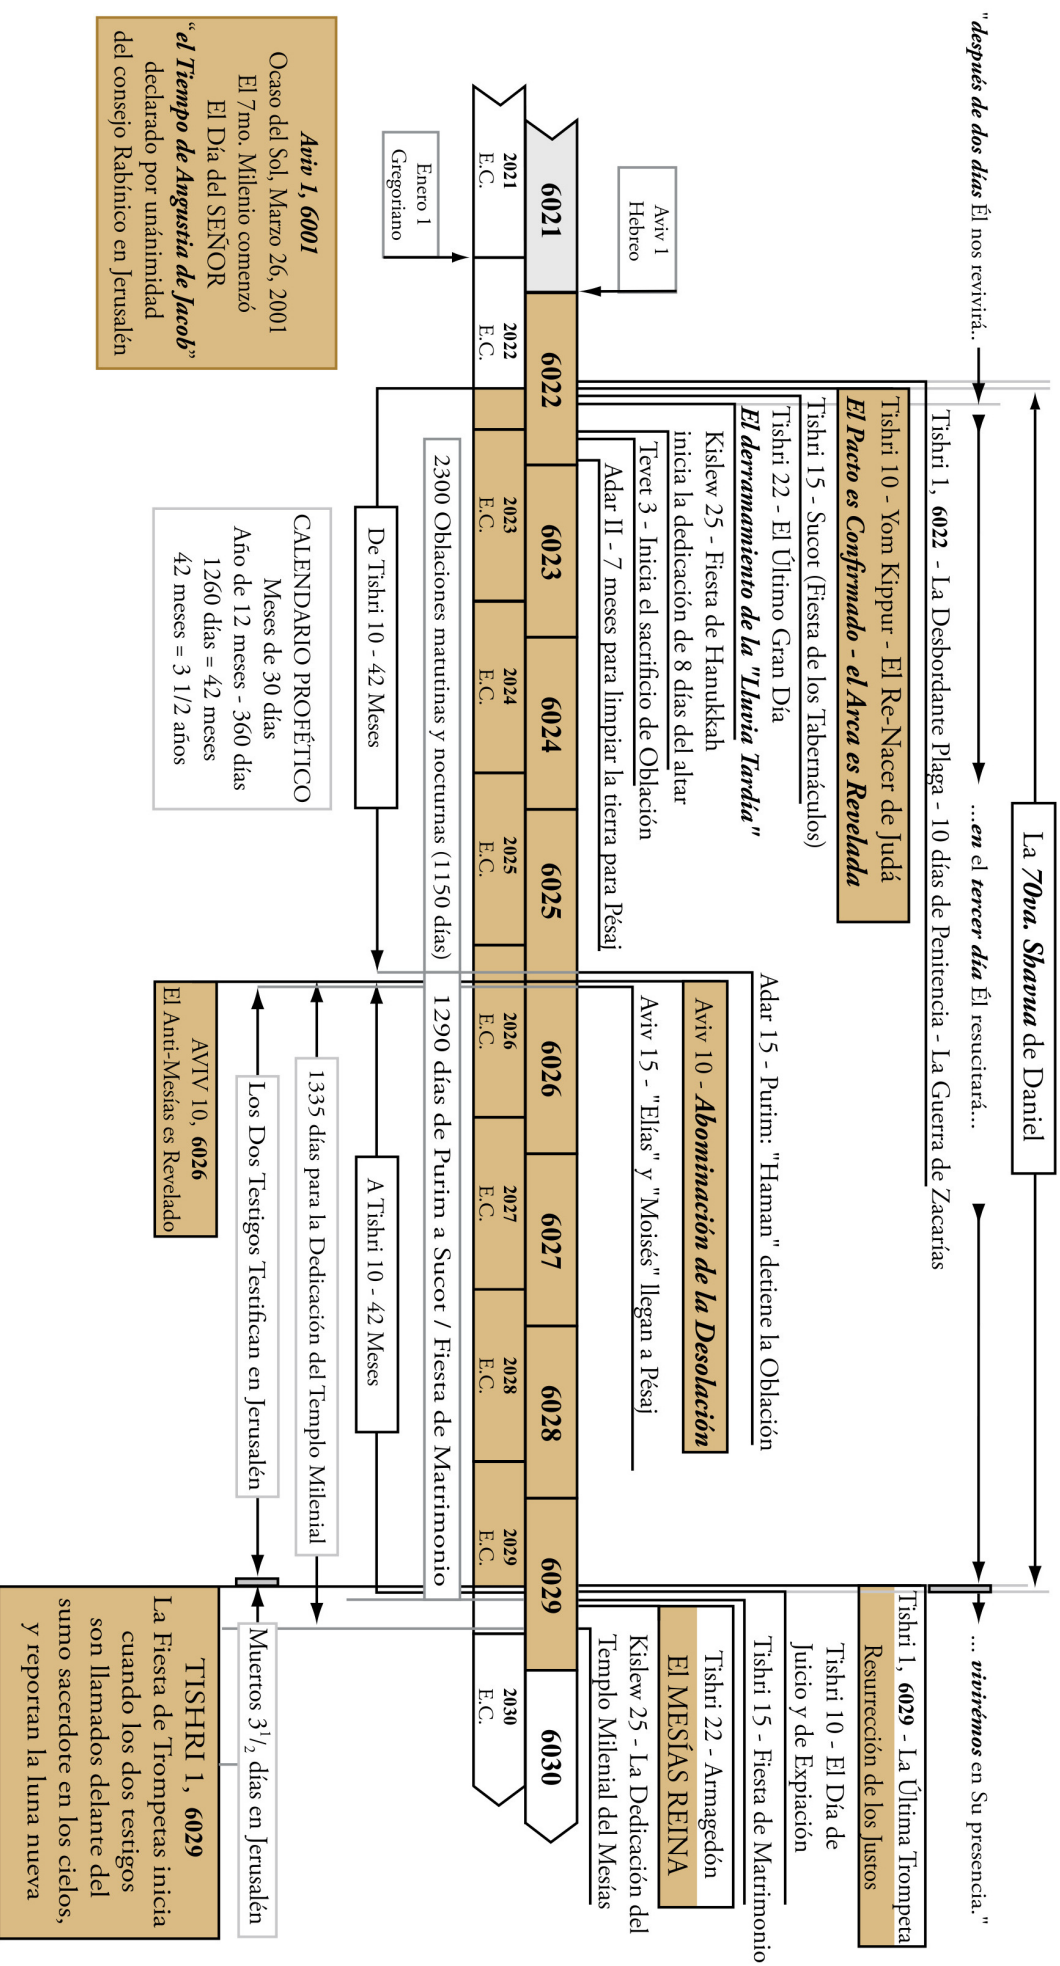 La 70va. Shavua de Daniel
"después de dos días Él nos revivirá..
...en el tercer día Él resucitará...
... vivirémos en Su presencia."
Tishri 1, 6022 - La Desbordante Plaga - 10 días de Penitencia - La Guerra de Zacarías
Tishri 10 - Yom Kippur - El Re-Nacer de Judá
El Pacto es Confirmado - el Arca es Revelada
Tishri 15 - Sucot (Fiesta de los Tabernáculos)
Tishri 22 - El Último Gran Día
El derramamiento de la "Lluvia Tardía"
Kislew 25 - Fiesta de Hanukkah
inicia la dedicación de 8 días del altar
Tevet 3 - Inicia el sacrificio de Oblación
Adar II - 7 meses para limpiar la tierra para Pésaj
Adar 15 - Purim: "Haman" detiene la Oblación
Aviv 10 - Abominación de la Desolación
Aviv 15 - "Elías" y "Moisés" llegan a Pésaj
Tishri 1, 6029 - La Última Trompeta
Resurrección de los Justos
Tishri 10 - El Día de
Juicio y de Expiación
Tishri 15 - Fiesta de Matrimonio
Tishri 22 - Armagedón
El MESÍAS REINA
Kislew 25 - La Dedicación del
Templo Milenial del Mesías
Aviv 1
Hebreo
6021 6022 6023 6024 6025 6026 6027 6028 6029 6030
2021 2022 2023 2024 2025 2026 2027 2028 2029 2030
E.C. E.C. E.C. E.C. E.C. E.C. E.C. E.C. E.C. E.C.
Enero 1
Gregoriano
2300 Oblaciones matutinas y nocturnas (1150 días)
1290 días de Purim a Sucot / Fiesta de Matrimonio
De Tishri 10 - 42 Meses
A Tishri 10 - 42 Meses
1335 días para la Dedicación del Templo Milenial
Los Dos Testigos Testifican en Jerusalén
Muertos 3 1/2 días en Jerusalén
Aviv 1, 6001
Ocaso del Sol, Marzo 26, 2001
El 7mo. Milenio comenzó
El Día del SEÑOR
“el Tiempo de Angustia de Jacob”
declarado por unánimidad
del consejo Rabínico en Jerusalén
CALENDARIO PROFÉTICO
Meses de 30 días
Año de 12 meses - 360 días
1260 días = 42 meses
42 meses = 3 1/2 años
AVIV 10, 6026
El Anti-Mesías es Revelado
TISHRI 1, 6029
La Fiesta de Trompetas inicia
cuando los dos testigos
son llamados delante del
sumo sacerdote en los cielos,
y reportan la luna nueva